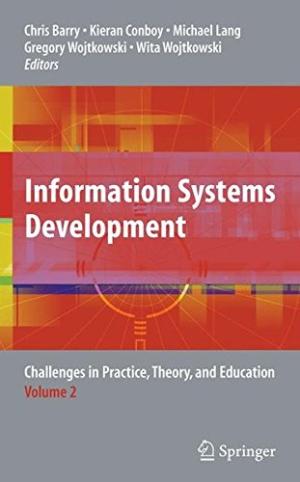 Chris Barry • Kieran Conboy • Michael Lang
Gregory Wojtkowski • Wita Wojtkowski
Editors
Information Systems
Development
Challenges in Practice, Theory, and Education
Volume 2
Springer